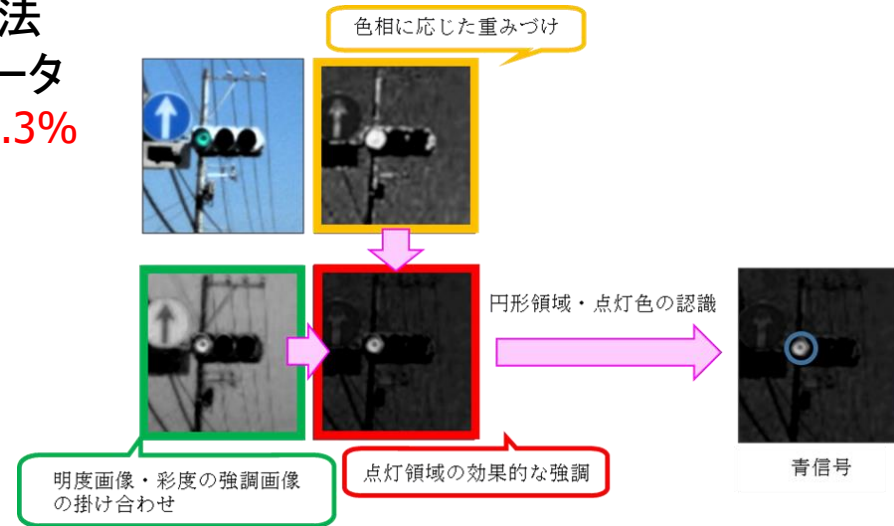 法
ータ
.3%
色相に応じた重みづけ
円形領域・点灯色の認識
明度画像・彩度の強調画像
の掛け合わせ
点灯領域の効果的な強調
青信号